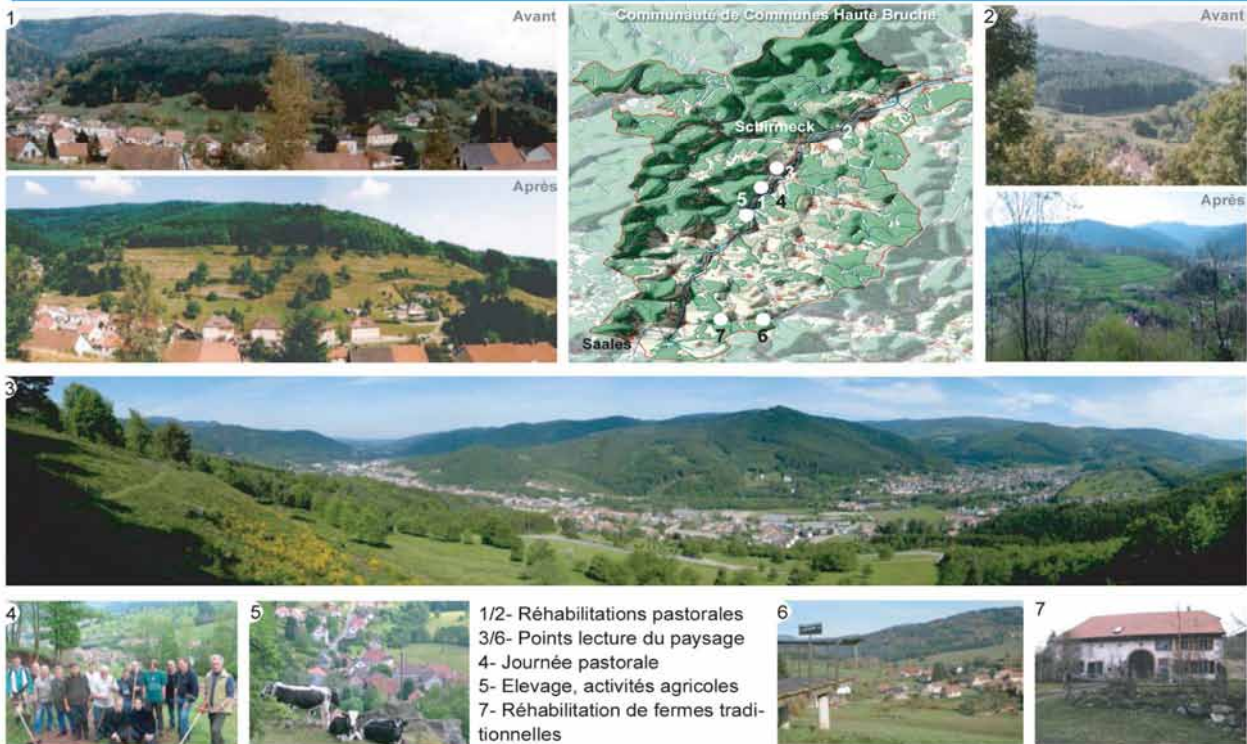 1
Avant
Après
Communauté de Communes Haute Bruche
Schirmeck
2
3
5 1 4
7 6
Saales
2
Avant
Après
3
4
5
1/2- Réhabilitations pastorales
3/6- Points lecture du paysage
4- Journée pastorale
5- Elevage, activités agricoles
7- Réhabilitation de fermes tradi-
tionnelles
6
7